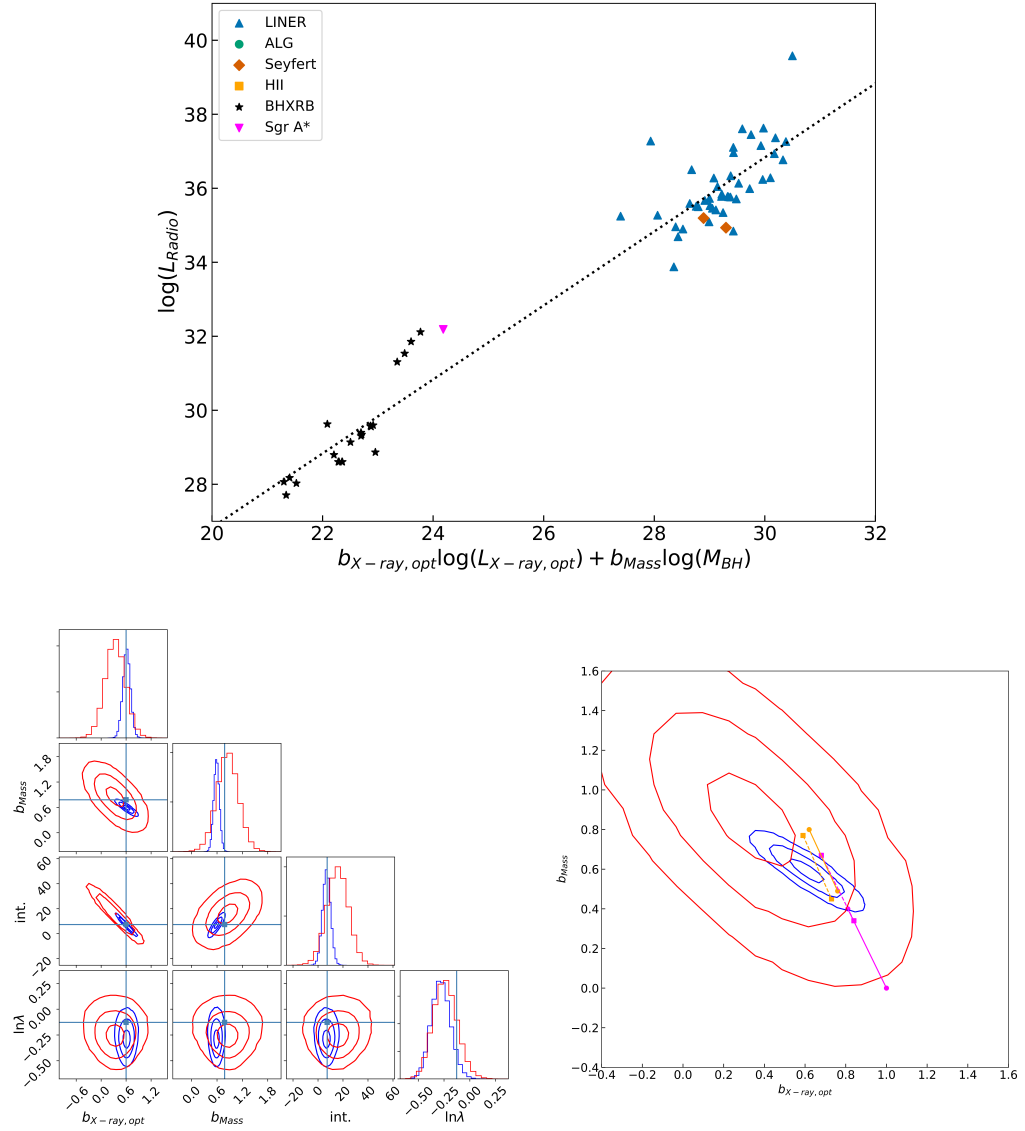 LINER
ALG
Seyfert
HII
BHXRB
Sgr A*
log(L_Radio)
40
38
36
34
32
30
28
20 22 24 26 28 30 32
b_X−ray,opt log(L_X−ray,opt) + b_Mass log(M_BH)
b_Mass
1.8
1.2
0.6
0.0
int.
60
40
20
0
−20
lnλ
0.25
0.00
−0.25
−0.50
−0.6 0.6 1.2
0.0 0.6 1.2 1.8
−20 0 20 40 60
−0.50 −0.25 0.00 0.25
b_X−ray,opt
b_Mass
int.
lnλ
b_Mass
1.6
1.4
1.2
1.0
0.8
0.6
0.4
0.2
0.0
−0.2
−0.4
−0.4 −0.2 0.0 0.2 0.4 0.6 0.8 1.0 1.2 1.4 1.6
b_X−ray,opt